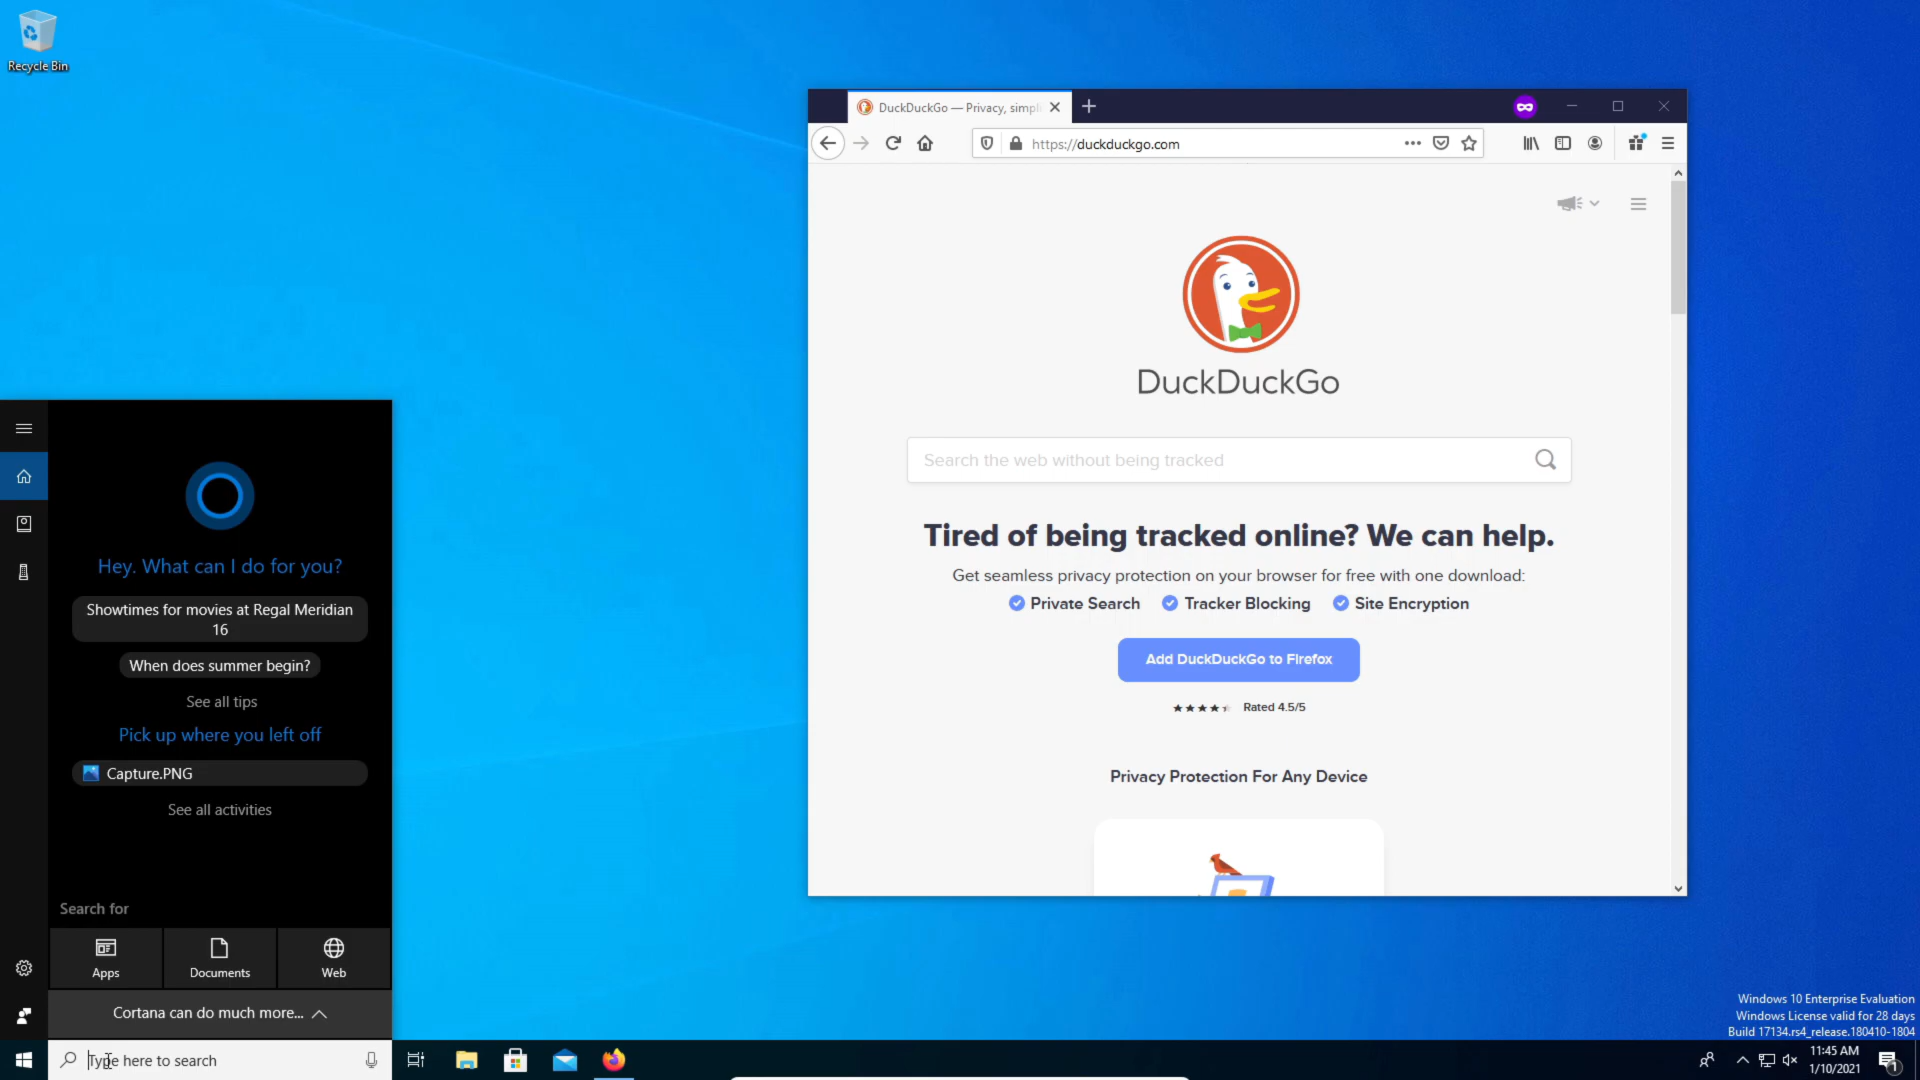 Recycle Bin
DuckDuckGo — Privacy, simpl
https://duckduckgo.com
DuckDuckGo
Search the web without being tracked
Tired of being tracked online? We can help.
Get seamless privacy protection on your browser for free with one download:
Private Search Tracker Blocking Site Encryption
Add DuckDuckGo to Firefox
Rated 4.5/5
Privacy Protection For Any Device
Hey. What can I do for you?
Showtimes for movies at Regal Meridian
16
When does summer begin?
See all tips
Pick up where you left off
Capture.PNG
See all activities
Search for
Apps Documents Web
Cortana can do much more...
Type here to search
Windows 10 Enterprise Evaluation
Windows License valid for 28 days
Build 17134.rs4_release.180410-1804
11:45 AM
1/10/2021
1